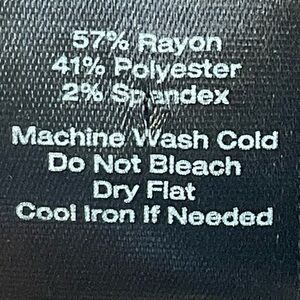 57% Rayon
41% Polyester
2% Spandex
Machine Wash Cold
Do Not Bleach
Dry Flat
Cool Iron If Needed